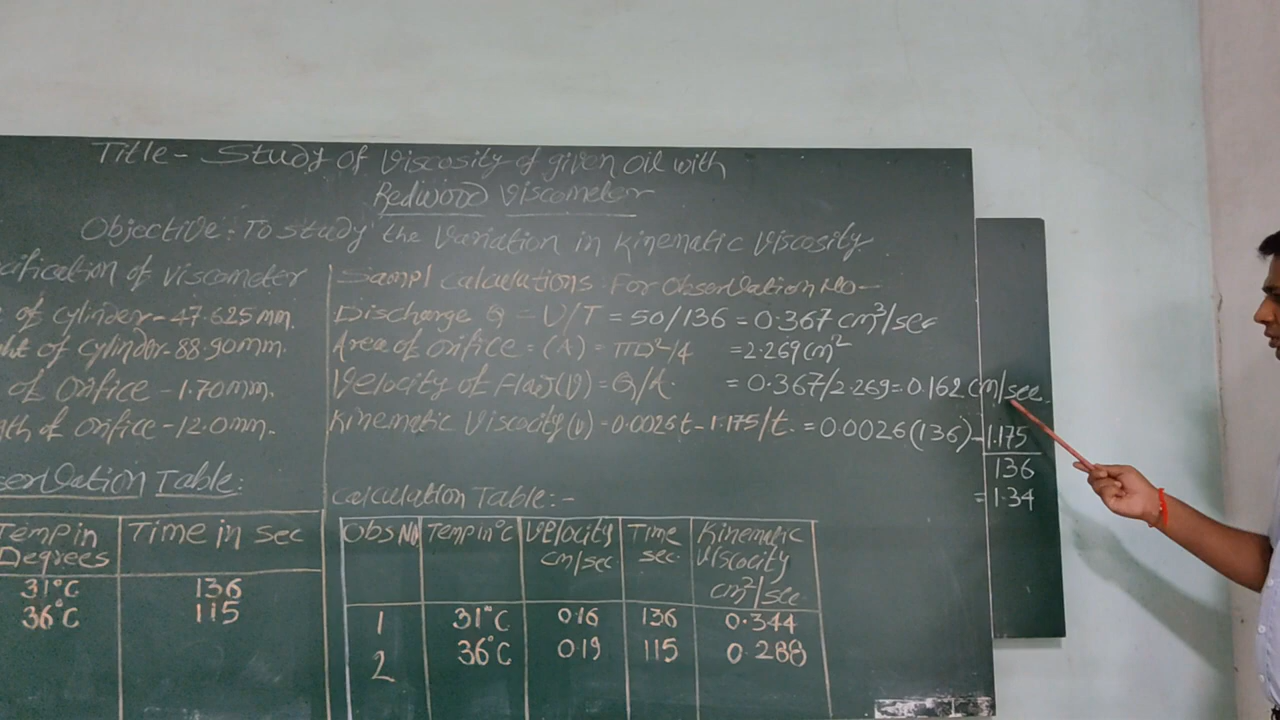 Title - Study of Viscosity of given oil with
Redwood Viscometer
Objective: To study the Variation in Kinematic Viscosity
cification of viscometer
of cylinder - 47.625mm.
ht of cylinder - 88.90mm.
of orifice - 1.70mm.
gth of orifice - 12.0mm.
servation Table:
Temp in Degrees | Time in Sec
31°C | 136
36°C | 115
Sampl Calculations For Observation No -
Discharge Q = V/T = 50/136 = 0.367 cm³/sec
Area of orifice = (A) = πD²/4 = 2.269 cm²
Velocity of Flow (V) = Q/A. = 0.367/2.269 = 0.162 cm/sec.
Kinematic Viscosity (υ) - 0.0026t - 1.175/t. = 0.0026(136) - 1.175
136
= 1.34
Calculation Table:-
Obs No | Temp in °C | Velocity cm/sec | Time sec. | Kinematic Viscocity cm²/sec.
1 | 31°C | 0.16 | 136 | 0.344
2 | 36°C | 0.19 | 115 | 0.288